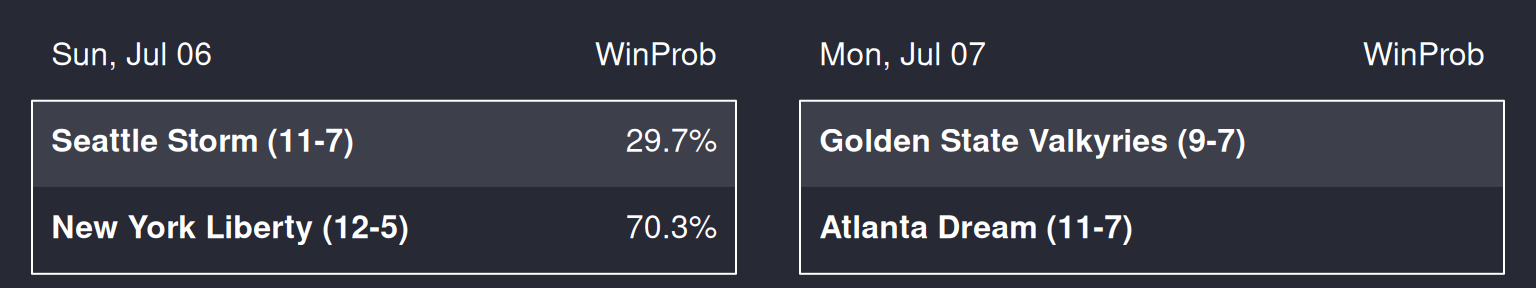 Sun, Jul 06 WinProb
Seattle Storm (11-7) 29.7%
New York Liberty (12-5) 70.3%
Mon, Jul 07 WinProb
Golden State Valkyries (9-7)
Atlanta Dream (11-7)